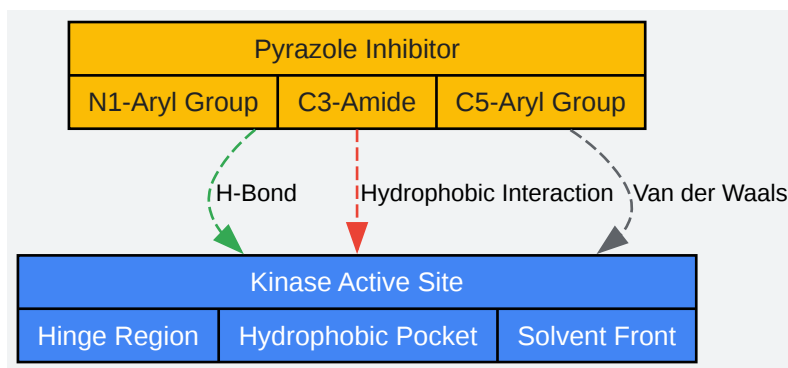 Pyrazole Inhibitor
N1-Aryl Group C3-Amide C5-Aryl Group
H-Bond Hydrophobic Interaction Van der Waals
Kinase Active Site
Hinge Region Hydrophobic Pocket Solvent Front